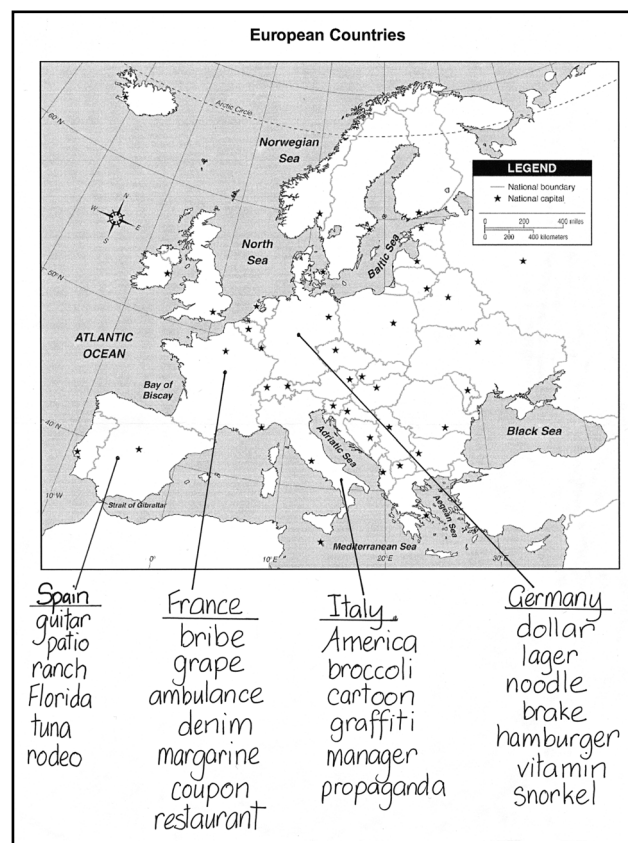 European Countries
Arctic Circle
60 N
50 N
40 N
10 W
0°
10 E
20 E
30 E
Norwegian
Sea
LEGEND
National boundary
National capital
0 200 400 miles
0 200 400 kilometers
N
W
E
S
North
Sea
Baltic Sea
ATLANTIC
OCEAN
Bay of
Biscay
Adriatic Sea
Black Sea
Strait of Gibraltar
Aegean Sea
Mediterranean Sea
Spain
guitar
patio
ranch
Florida
tuna
rodeo
France
bribe
grape
ambulance
denim
margarine
coupon
restaurant
Italy
America
broccoli
cartoon
graffiti
manager
propaganda
Germany
dollar
lager
noodle
brake
hamburger
vitamin
snorkel